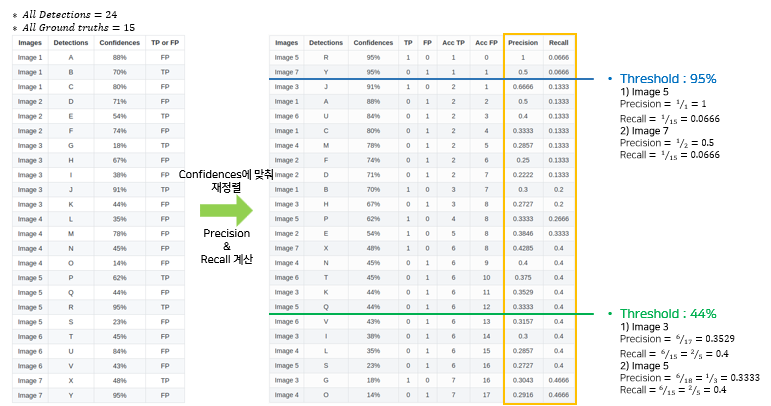 * All Detections = 24
* All Ground truths = 15
Images Detections Confidences TP or FP
Image 1 A 88% FP
Image 1 B 70% TP
Image 1 C 80% FP
Image 2 D 71% FP
Image 2 E 54% TP
Image 2 F 74% FP
Image 3 G 18% TP
Image 3 H 67% FP
Image 3 I 38% FP
Image 3 J 91% TP
Image 3 K 44% FP
Image 4 L 35% FP
Image 4 M 78% FP
Image 4 N 45% FP
Image 4 O 14% FP
Image 5 P 62% TP
Image 5 Q 44% FP
Image 5 R 95% TP
Image 5 S 23% FP
Image 6 T 45% FP
Image 6 U 84% FP
Image 6 V 43% FP
Image 7 X 48% TP
Image 7 Y 95% FP
Confidences에 맞춰
재정렬
Precision
&
Recall 계산
Images Detections Confidences TP FP Acc TP Acc FP Precision Recall
Image 5 R 95% 1 0 1 0 1 0.0666
Image 7 Y 95% 0 1 1 1 0.5 0.0666
Image 3 J 91% 1 0 2 1 0.6666 0.1333
Image 1 A 88% 0 1 2 2 0.5 0.1333
Image 6 U 84% 0 1 2 3 0.4 0.1333
Image 1 C 80% 0 1 2 4 0.3333 0.1333
Image 4 M 78% 0 1 2 5 0.2857 0.1333
Image 2 F 74% 0 1 2 6 0.25 0.1333
Image 2 D 71% 0 1 2 7 0.2222 0.1333
Image 1 B 70% 1 0 3 7 0.3 0.2
Image 3 H 67% 0 1 3 8 0.2727 0.2
Image 5 P 62% 1 0 4 8 0.3333 0.2666
Image 2 E 54% 1 0 5 8 0.3846 0.3333
Image 7 X 48% 1 0 6 8 0.4285 0.4
Image 4 N 45% 0 1 6 9 0.4 0.4
Image 6 T 45% 0 1 6 10 0.375 0.4
Image 3 K 44% 0 1 6 11 0.3529 0.4
Image 5 Q 44% 0 1 6 12 0.3333 0.4
Image 6 V 43% 0 1 6 13 0.3157 0.4
Image 3 I 38% 0 1 6 14 0.3 0.4
Image 4 L 35% 0 1 6 15 0.2857 0.4
Image 5 S 23% 0 1 6 16 0.2727 0.4
Image 3 G 18% 1 0 7 16 0.3043 0.4666
Image 4 O 14% 0 1 7 17 0.2916 0.4666
• Threshold : 95%
1) Image 5
Precision = 1/1 = 1
Recall = 1/15 = 0.0666
2) Image 7
Precision = 1/2 = 0.5
Recall = 1/15 = 0.0666
• Threshold : 44%
1) Image 3
Precision = 6/17 = 0.3529
Recall = 6/15 = 2/5 = 0.4
2) Image 5
Precision = 6/18 = 1/3 = 0.3333
Recall = 6/15 = 2/5 = 0.4